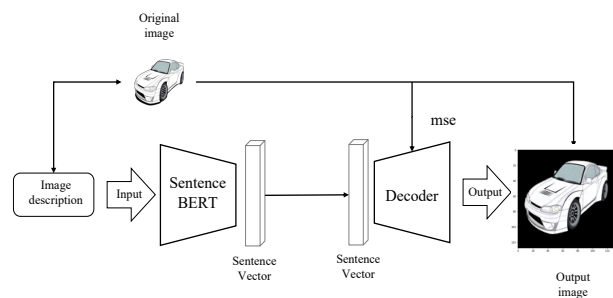 Original
image
mse
Image
description
Input
Sentence
BERT
Decoder
Output
Sentence
Vector
Sentence
Vector
Output
image